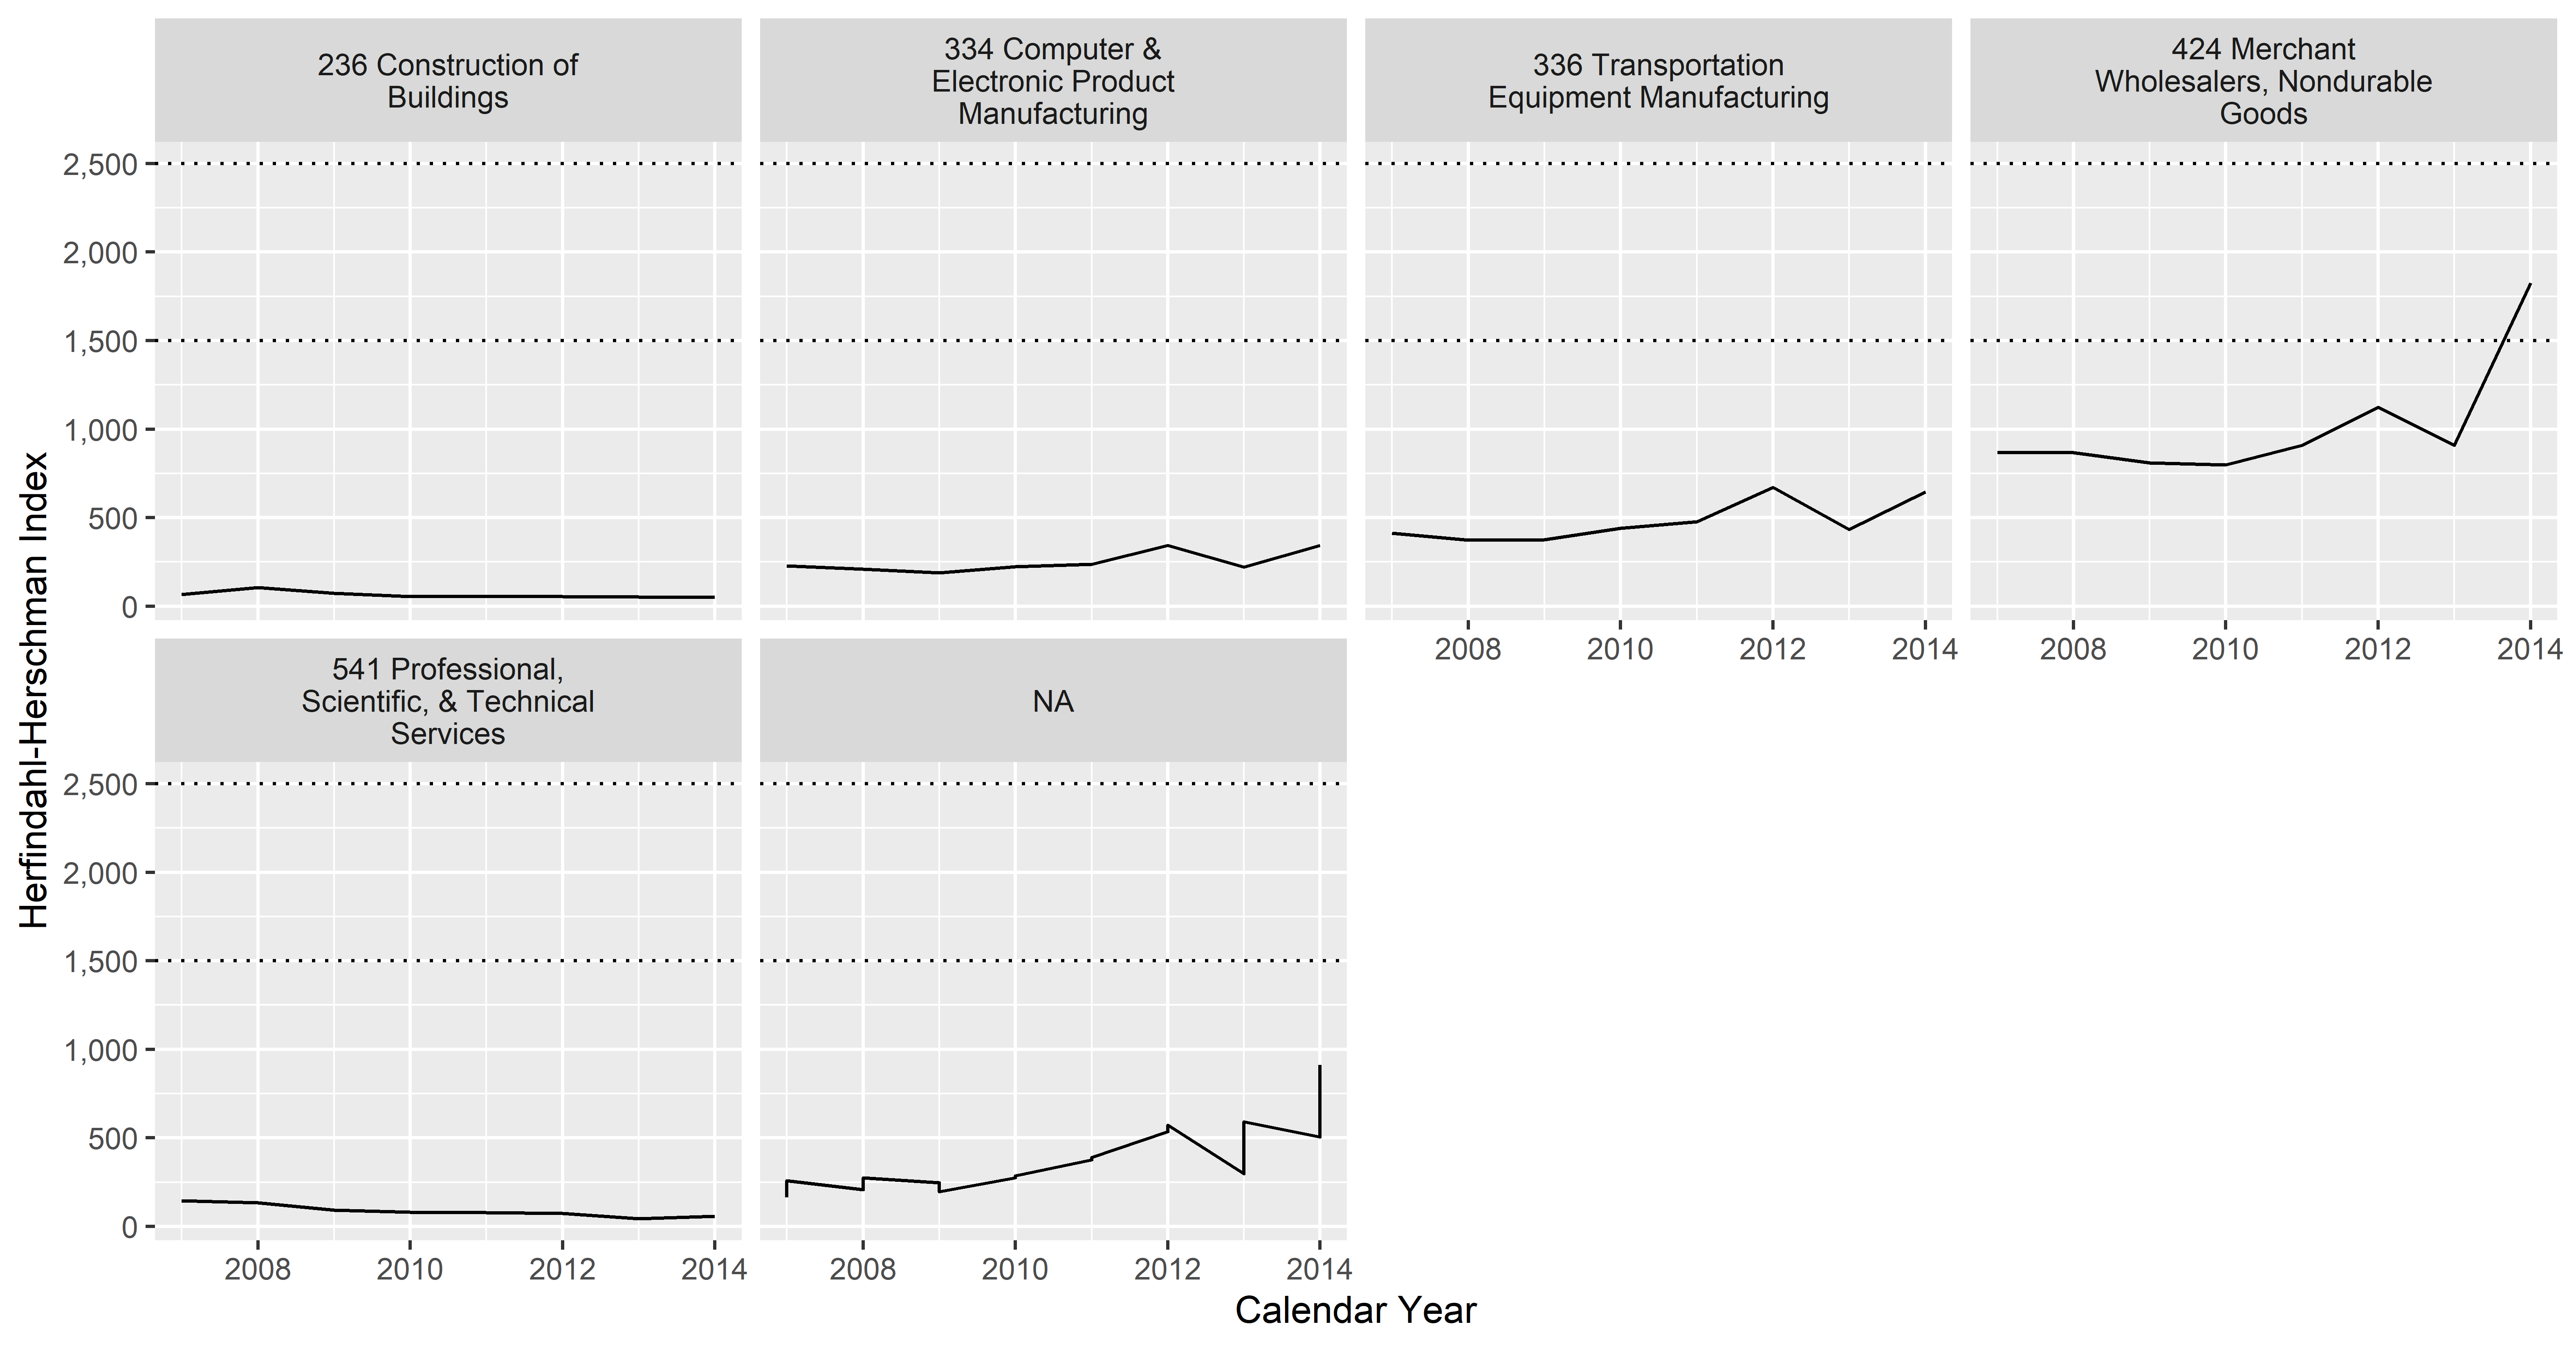 236 Construction of
Buildings
334 Computer &
Electronic Product
Manufacturing
336 Transportation
Equipment Manufacturing
424 Merchant
Wholesalers, Nondurable
Goods
2,500
2,000
1,500
1,000
500
0
2008
2010
2012
2014
2008
2010
2012
2014
541 Professional,
Scientific, & Technical
Services
NA
2,500
2,000
1,500
1,000
500
0
2008
2010
2012
2014
2008
2010
2012
2014
Herfindahl-Herschman Index
Calendar Year